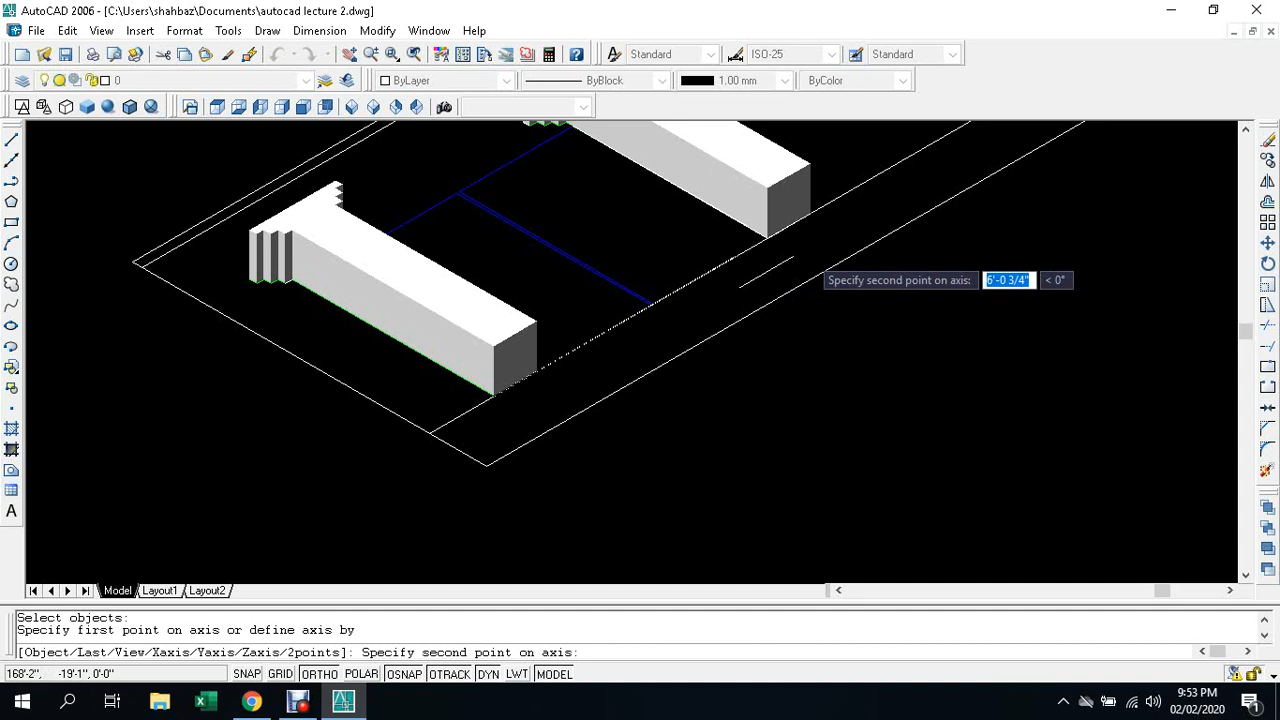 AutoCAD 2006 - [C:\Users\shahbaz\Documents\autocad lecture 2.dwg]
File Edit View Insert Format Tools Draw Dimension Modify Window Help
Standard ISO-25 Standard
0 ByLayer ByBlock 1.00 mm ByColor
Specify second point on axis: 6'-0 3/4" < 0°
A
Model Layout1 Layout2
Select objects:
Specify first point on axis or define axis by
[Object/Last/View/Xaxis/Yaxis/Zaxis/2points]: Specify second point on axis:
168'-2", -19'-1", 0'-0" SNAP GRID ORTHO POLAR OSNAP OTRACK DYN LWT MODEL
9:53 PM
02/02/2020